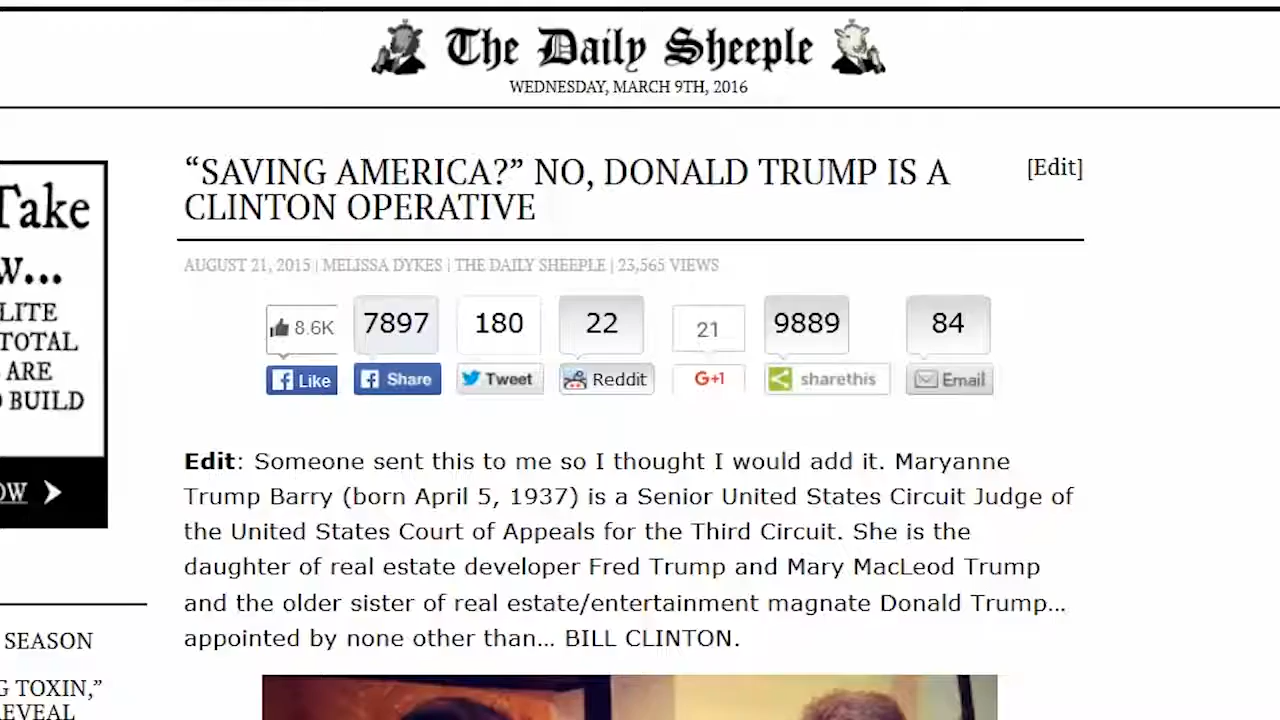 The Daily Sheeple
WEDNESDAY, MARCH 9TH, 2016
“SAVING AMERICA?” NO, DONALD TRUMP IS A
CLINTON OPERATIVE
[Edit]
AUGUST 21, 2015 | MELISSA DYKES | THE DAILY SHEEPLE | 23,565 VIEWS
8.6K 7897 180 22 21 9889 84
Like Share Tweet Reddit G+1 sharethis Email
Edit: Someone sent this to me so I thought I would add it. Maryanne
Trump Barry (born April 5, 1937) is a Senior United States Circuit Judge of
the United States Court of Appeals for the Third Circuit. She is the
daughter of real estate developer Fred Trump and Mary MacLeod Trump
and the older sister of real estate/entertainment magnate Donald Trump...
appointed by none other than... BILL CLINTON.
Take
W...
LITE
TOTAL
ARE
BUILD
OW
SEASON
G TOXIN,”
REVEAL